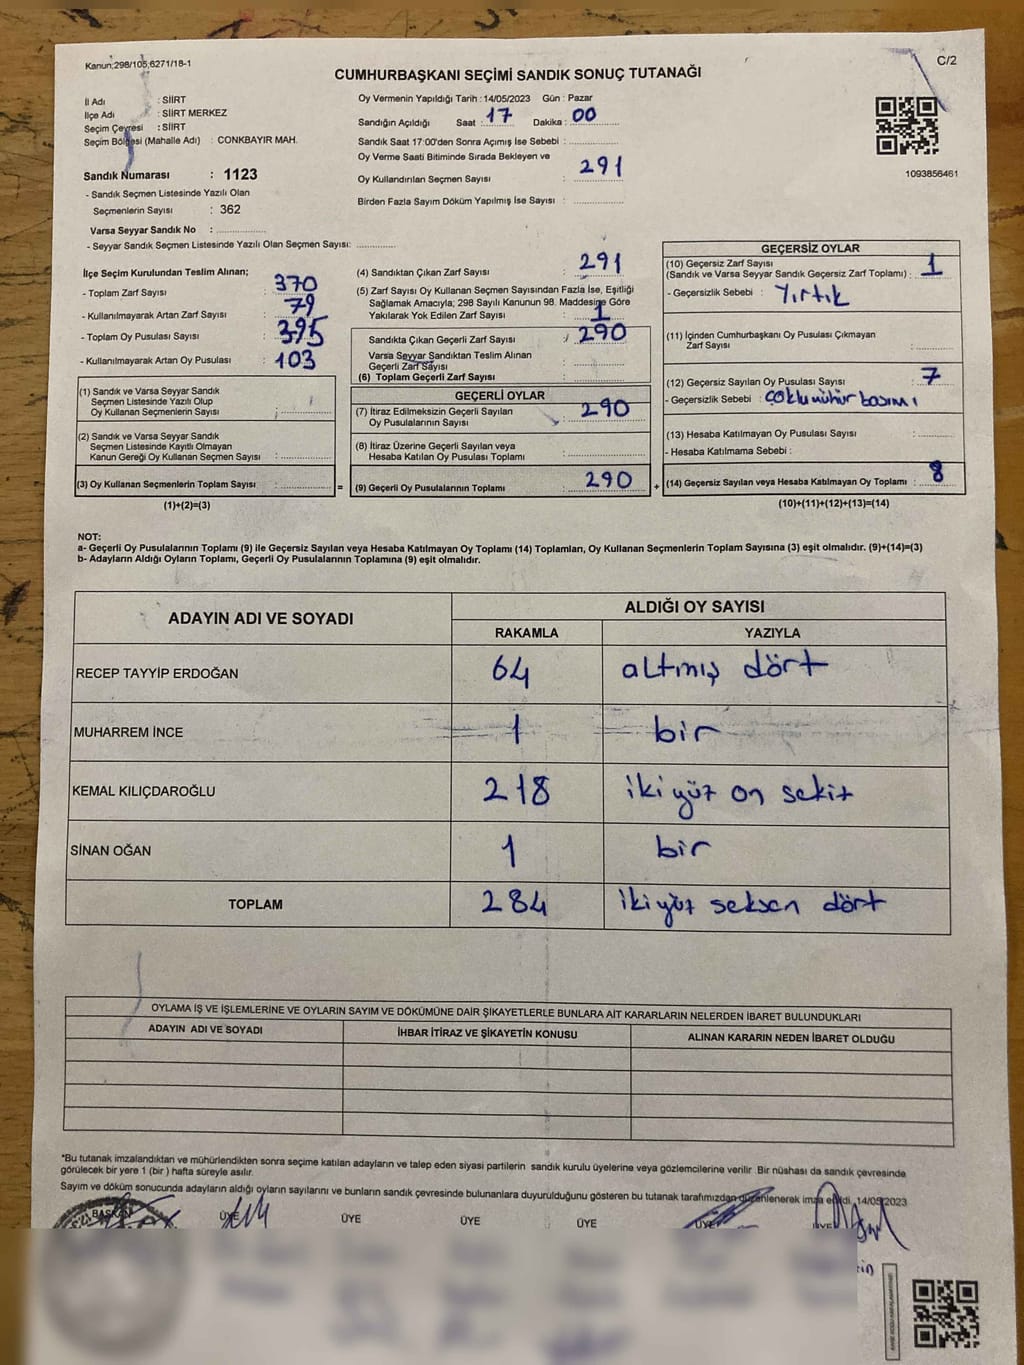 Kanun;298/105,6271/18-1
C/2
CUMHURBAŞKANI SEÇİMİ SANDIK SONUÇ TUTANAĞI
İl Adı : SİİRT
İlçe Adı : SİİRT MERKEZ
Seçim Çevresi : SİİRT
Seçim Bölgesi (Mahalle Adı) : CONKBAYIR MAH.
Sandık Numarası : 1123
- Sandık Seçmen Listesinde Yazılı Olan
Seçmenlerin Sayısı : 362
Varsa Seyyar Sandık No :
- Seyyar Sandık Seçmen Listesinde Yazılı Olan Seçmen Sayısı:
Oy Vermenin Yapıldığı Tarih : 14/05/2023 Gün : Pazar
Sandığın Açıldığı Saat : 17 Dakika : 00
Sandık Saat 17:00'den Sonra Açımış İse Sebebi :
Oy Verme Saati Bitiminde Sırada Bekleyen ve
Oy Kullandırılan Seçmen Sayısı : 291
Birden Fazla Sayım Döküm Yapılmış İse Sayısı :
1093856461
İlçe Seçim Kurulundan Teslim Alınan;
- Toplam Zarf Sayısı : 370
- Kullanılmayarak Artan Zarf Sayısı : 79
- Toplam Oy Pusulası Sayısı : 395
- Kullanılmayarak Artan Oy Pusulası : 103
(1) Sandık ve Varsa Seyyar Sandık
Seçmen Listesinde Yazılı Olup
Oy Kullanan Seçmenlerin Sayısı :
(2) Sandık ve Varsa Seyyar Sandık
Seçmen Listesinde Kayıtlı Olmayan
Kanun Gereği Oy Kullanan Seçmen Sayısı :
(3) Oy Kullanan Seçmenlerin Toplam Sayısı :
(1)+(2)=(3)
=
(4) Sandıktan Çıkan Zarf Sayısı : 291
(5) Zarf Sayısı Oy Kullanan Seçmen Sayısından Fazla İse, Eşitliği
Sağlamak Amacıyla; 298 Sayılı Kanunun 98. Maddesine Göre
Yakılarak Yok Edilen Zarf Sayısı : 1
Sandıkta Çıkan Geçerli Zarf Sayısı : 290
Varsa Seyyar Sandıktan Teslim Alınan
Geçerli Zarf Sayısı :
(6) Toplam Geçerli Zarf Sayısı :
GEÇERLİ OYLAR
(7) İtiraz Edilmeksizin Geçerli Sayılan
Oy Pusulalarının Sayısı : 290
(8) İtiraz Üzerine Geçerli Sayılan veya
Hesaba Katılan Oy Pusulası Toplamı :
(9) Geçerli Oy Pusulalarının Toplamı : 290
+
GEÇERSİZ OYLAR
(10) Geçersiz Zarf Sayısı
(Sandık ve Varsa Seyyar Sandık Geçersiz Zarf Toplamı) : 1
- Geçersizlik Sebebi : Yırtık
(11) İçinden Cumhurbaşkanı Oy Pusulası Çıkmayan
Zarf Sayısı :
(12) Geçersiz Sayılan Oy Pusulası Sayısı : 7
- Geçersizlik Sebebi : Çoklu mühür basımı
(13) Hesaba Katılmayan Oy Pusulası Sayısı :
- Hesaba Katılmama Sebebi :
(14) Geçersiz Sayılan veya Hesaba Katılmayan Oy Toplamı : 8
(10)+(11)+(12)+(13)=(14)
NOT:
a- Geçerli Oy Pusulalarının Toplamı (9) ile Geçersiz Sayılan veya Hesaba Katılmayan Oy Toplamı (14) Toplamları, Oy Kullanan Seçmenlerin Toplam Sayısına (3) eşit olmalıdır. (9)+(14)=(3)
b- Adayların Aldığı Oyların Toplamı, Geçerli Oy Pusulalarının Toplamına (9) eşit olmalıdır.
ADAYIN ADI VE SOYADI
ALDIĞI OY SAYISI
RAKAMLA YAZIYLA
RECEP TAYYİP ERDOĞAN 64 altmış dört
MUHARREM İNCE 1 bir
KEMAL KILIÇDAROĞLU 218 iki yüz on sekiz
SİNAN OĞAN 1 bir
TOPLAM 284 iki yüz seksen dört
OYLAMA İŞ VE İŞLEMLERİNE VE OYLARIN SAYIM VE DÖKÜMÜNE DAİR ŞİKAYETLERLE BUNLARA AİT KARARLARIN NELERDEN İBARET BULUNDUKLARI
ADAYIN ADI VE SOYADI İHBAR İTİRAZ VE ŞİKAYETİN KONUSU ALINAN KARARIN NEDEN İBARET OLDUĞU
*Bu tutanak imzalandıktan ve mühürlendikten sonra seçime katılan adayların ve talep eden siyasi partilerin sandık kurulu üyelerine veya gözlemcilerine verilir Bir nüshası da sandık çevresinde
görülecek bir yere 1 (bir) hafta süreyle asılır.
Sayım ve döküm sonucunda adayların aldığı oyların sayılarını ve bunların sandık çevresinde bulunanlara duyurulduğunu gösteren bu tutanak tarafımızdan düzenlenerek imza edildi, 14/05/2023
BAŞKAN ÜYE ÜYE ÜYE ÜYE ÜYE ÜYE